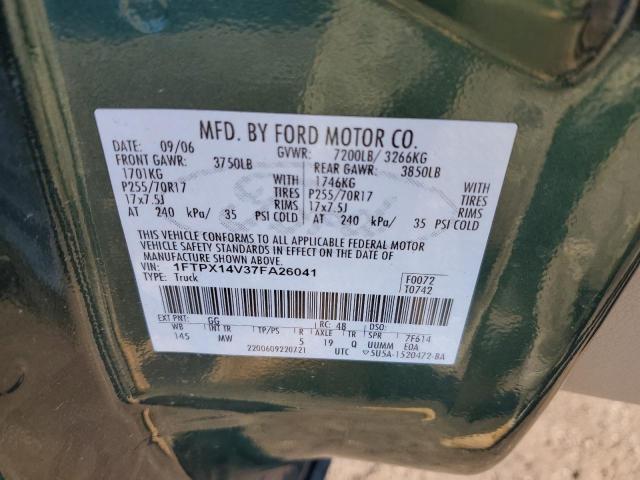 MFD. BY FORD MOTOR CO.
DATE: 09/06 GVWR: 7200LB/ 3266KG
FRONT GAWR: 3750LB REAR GAWR: 3850LB
1701KG 1746KG
P255/70R17 TIRES P255/70R17 TIRES
17x7.5J RIMS 17x7.5J RIMS
AT 240 kPa/ 35 PSI COLD AT 240 kPa/ 35 PSI COLD
THIS VEHICLE CONFORMS TO ALL APPLICABLE FEDERAL MOTOR
VEHICLE SAFETY STANDARDS IN EFFECT ON THE DATE OF
MANUFACTURE SHOWN ABOVE.
VIN: 1FTPX14V37FA26041 F0072
TYPE: Truck T0742
EXT PNT: GG RC: 48 DSO:
WB INT TR TP/PS R AXLE TR SPR 7F614
145 MW 5 19 Q UUMM E0A
2200609220721 UTC 5U5A-1520472-BA